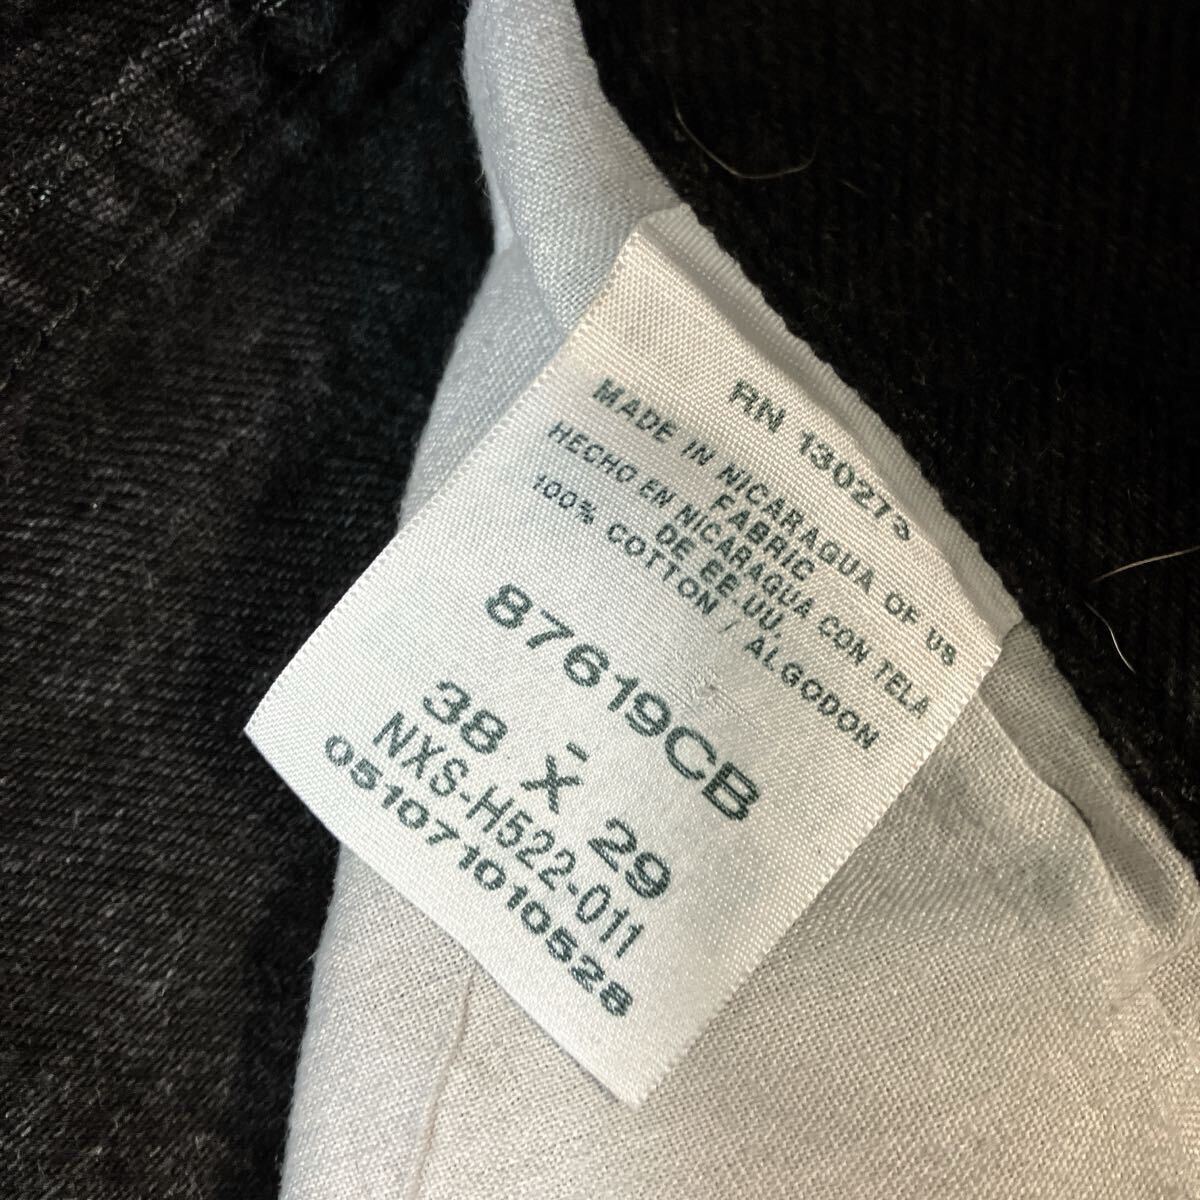 RN 130273
MADE IN NICARAGUA OF US
FABRIC
HECHO EN NICARAGUA CON TELA
DE EE.UU.
100% COTTON / ALGODON
87619CB
38 X 29
NXS-H522-011
051071010528